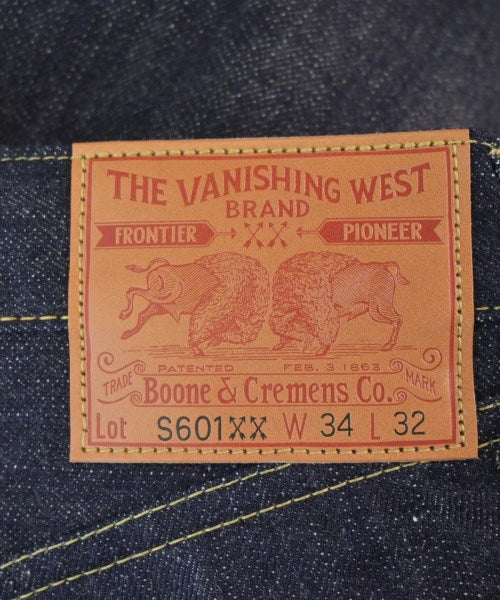 THE VANISHING WEST
BRAND
FRONTIER XX PIONEER
PATENTED FEB. 3 1863
TRADE Boone & Cremens Co. MARK
Lot S601XX W 34 L 32